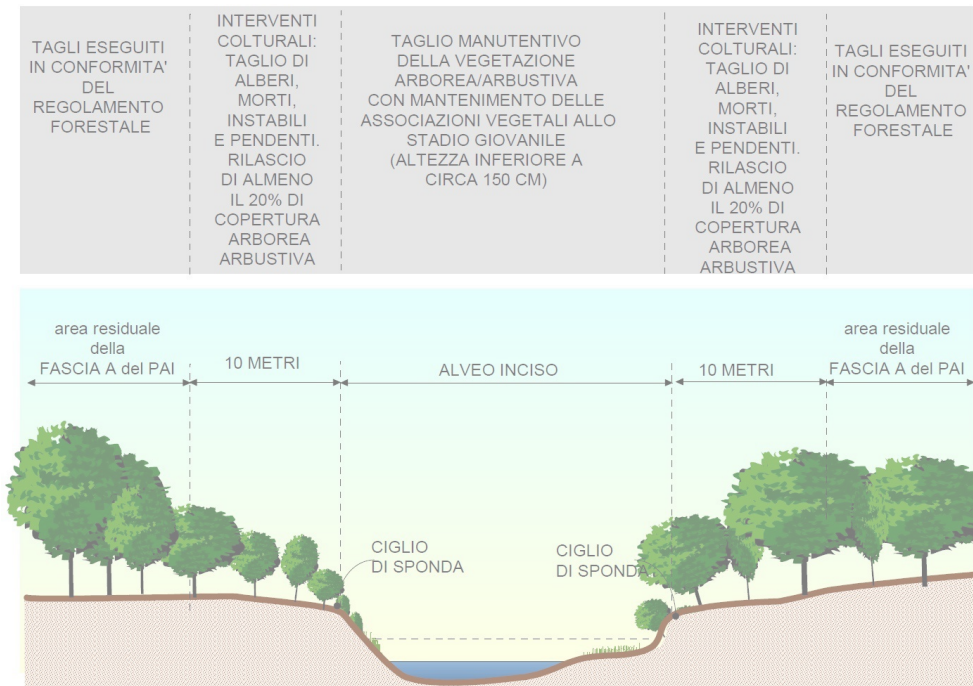 TAGLI ESEGUITI
IN CONFORMITA'
DEL
REGOLAMENTO
FORESTALE
INTERVENTI
COLTURALI:
TAGLIO DI
ALBERI,
MORTI,
INSTABILI
E PENDENTI.
RILASCIO
DI ALMENO
IL 20% DI
COPERTURA
ARBOREA
ARBUSTIVA
TAGLIO MANUTENTIVO
DELLA VEGETAZIONE
ARBOREA/ARBUSTIVA
CON MANTENIMENTO DELLE
ASSOCIAZIONI VEGETALI ALLO
STADIO GIOVANILE
(ALTEZZA INFERIORE A
CIRCA 150 CM)
INTERVENTI
COLTURALI:
TAGLIO DI
ALBERI,
MORTI,
INSTABILI
E PENDENTI.
RILASCIO
DI ALMENO
IL 20% DI
COPERTURA
ARBOREA
ARBUSTIVA
TAGLI ESEGUITI
IN CONFORMITA'
DEL
REGOLAMENTO
FORESTALE
area residuale
della
FASCIA A del PAI
10 METRI
ALVEO INCISO
10 METRI
area residuale
della
FASCIA A del PAI
CIGLIO
DI SPONDA
CIGLIO
DI SPONDA